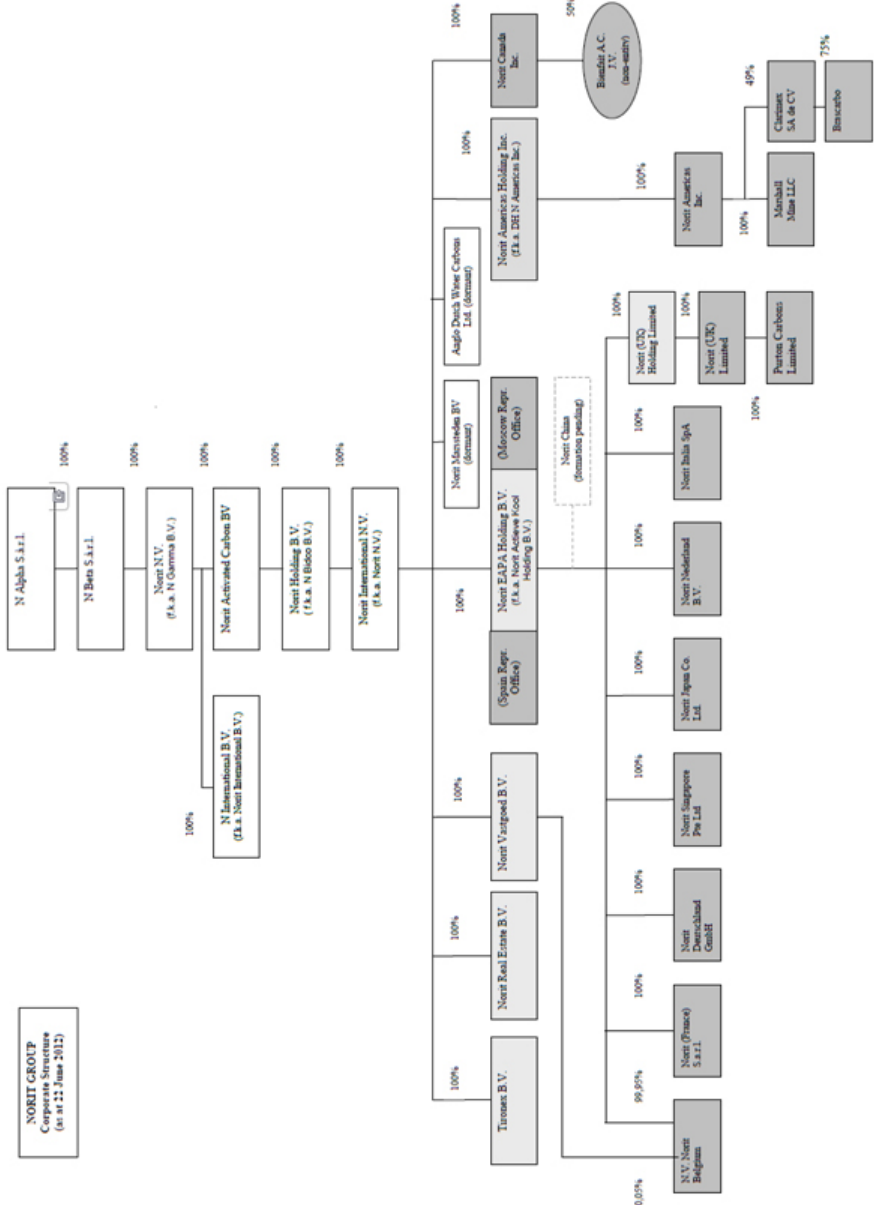 NORIT GROUP
Corporate Structure
(as at 22 June 2012)
N Alpha S.à r.l.
100%
N Beta S.à r.l.
100%
Norit N.V.
(f.k.a. N Gamma B.V.)
100%
N International B.V.
(f.k.a. Norit International B.V.)
100%
Norit Activated Carbon BV
100%
Norit Holding B.V.
( f.k.a. N Bidco B.V.)
100%
Norit International N.V.
(f.k.a. Norit N.V.)
100%
Tironex B.V.
100%
Norit Real Estate B.V.
100%
Norit Vastgoed B.V.
100%
(Spain Repr.
Office)
Norit EAPA Holding B.V.
(f.k.a. Norit Actieve Kool
Holding B.V.)
(Moscow Repr.
Office)
Norit Marssteden BV
(dormant)
Anglo Dutch Water Carbons
Ltd. (dormant)
100%
Norit Americas Holding Inc.
(f.k.a. DH N Americas Inc.)
100%
Norit Canada
Inc.
50%
Bienfait A.C.
J.V.
(non-entity)
Norit China
(formation pending)
0,05%
99,95%
N.V. Norit
Belgium
100%
Norit (France)
S.a.r.l.
100%
Norit
Deutschland
GmbH
100%
Norit Singapore
Pte Ltd
100%
Norit Japan Co.
Ltd.
100%
Norit Nederland
B.V.
100%
Norit Italia SpA
100%
Norit (UK)
Holding Limited
100%
Norit (UK)
Limited
100%
Purton Carbons
Limited
100%
Norit Americas
Inc.
100%
Marshall
Mine LLC
49%
Clarimex
SA de CV
75%
Brascarbo